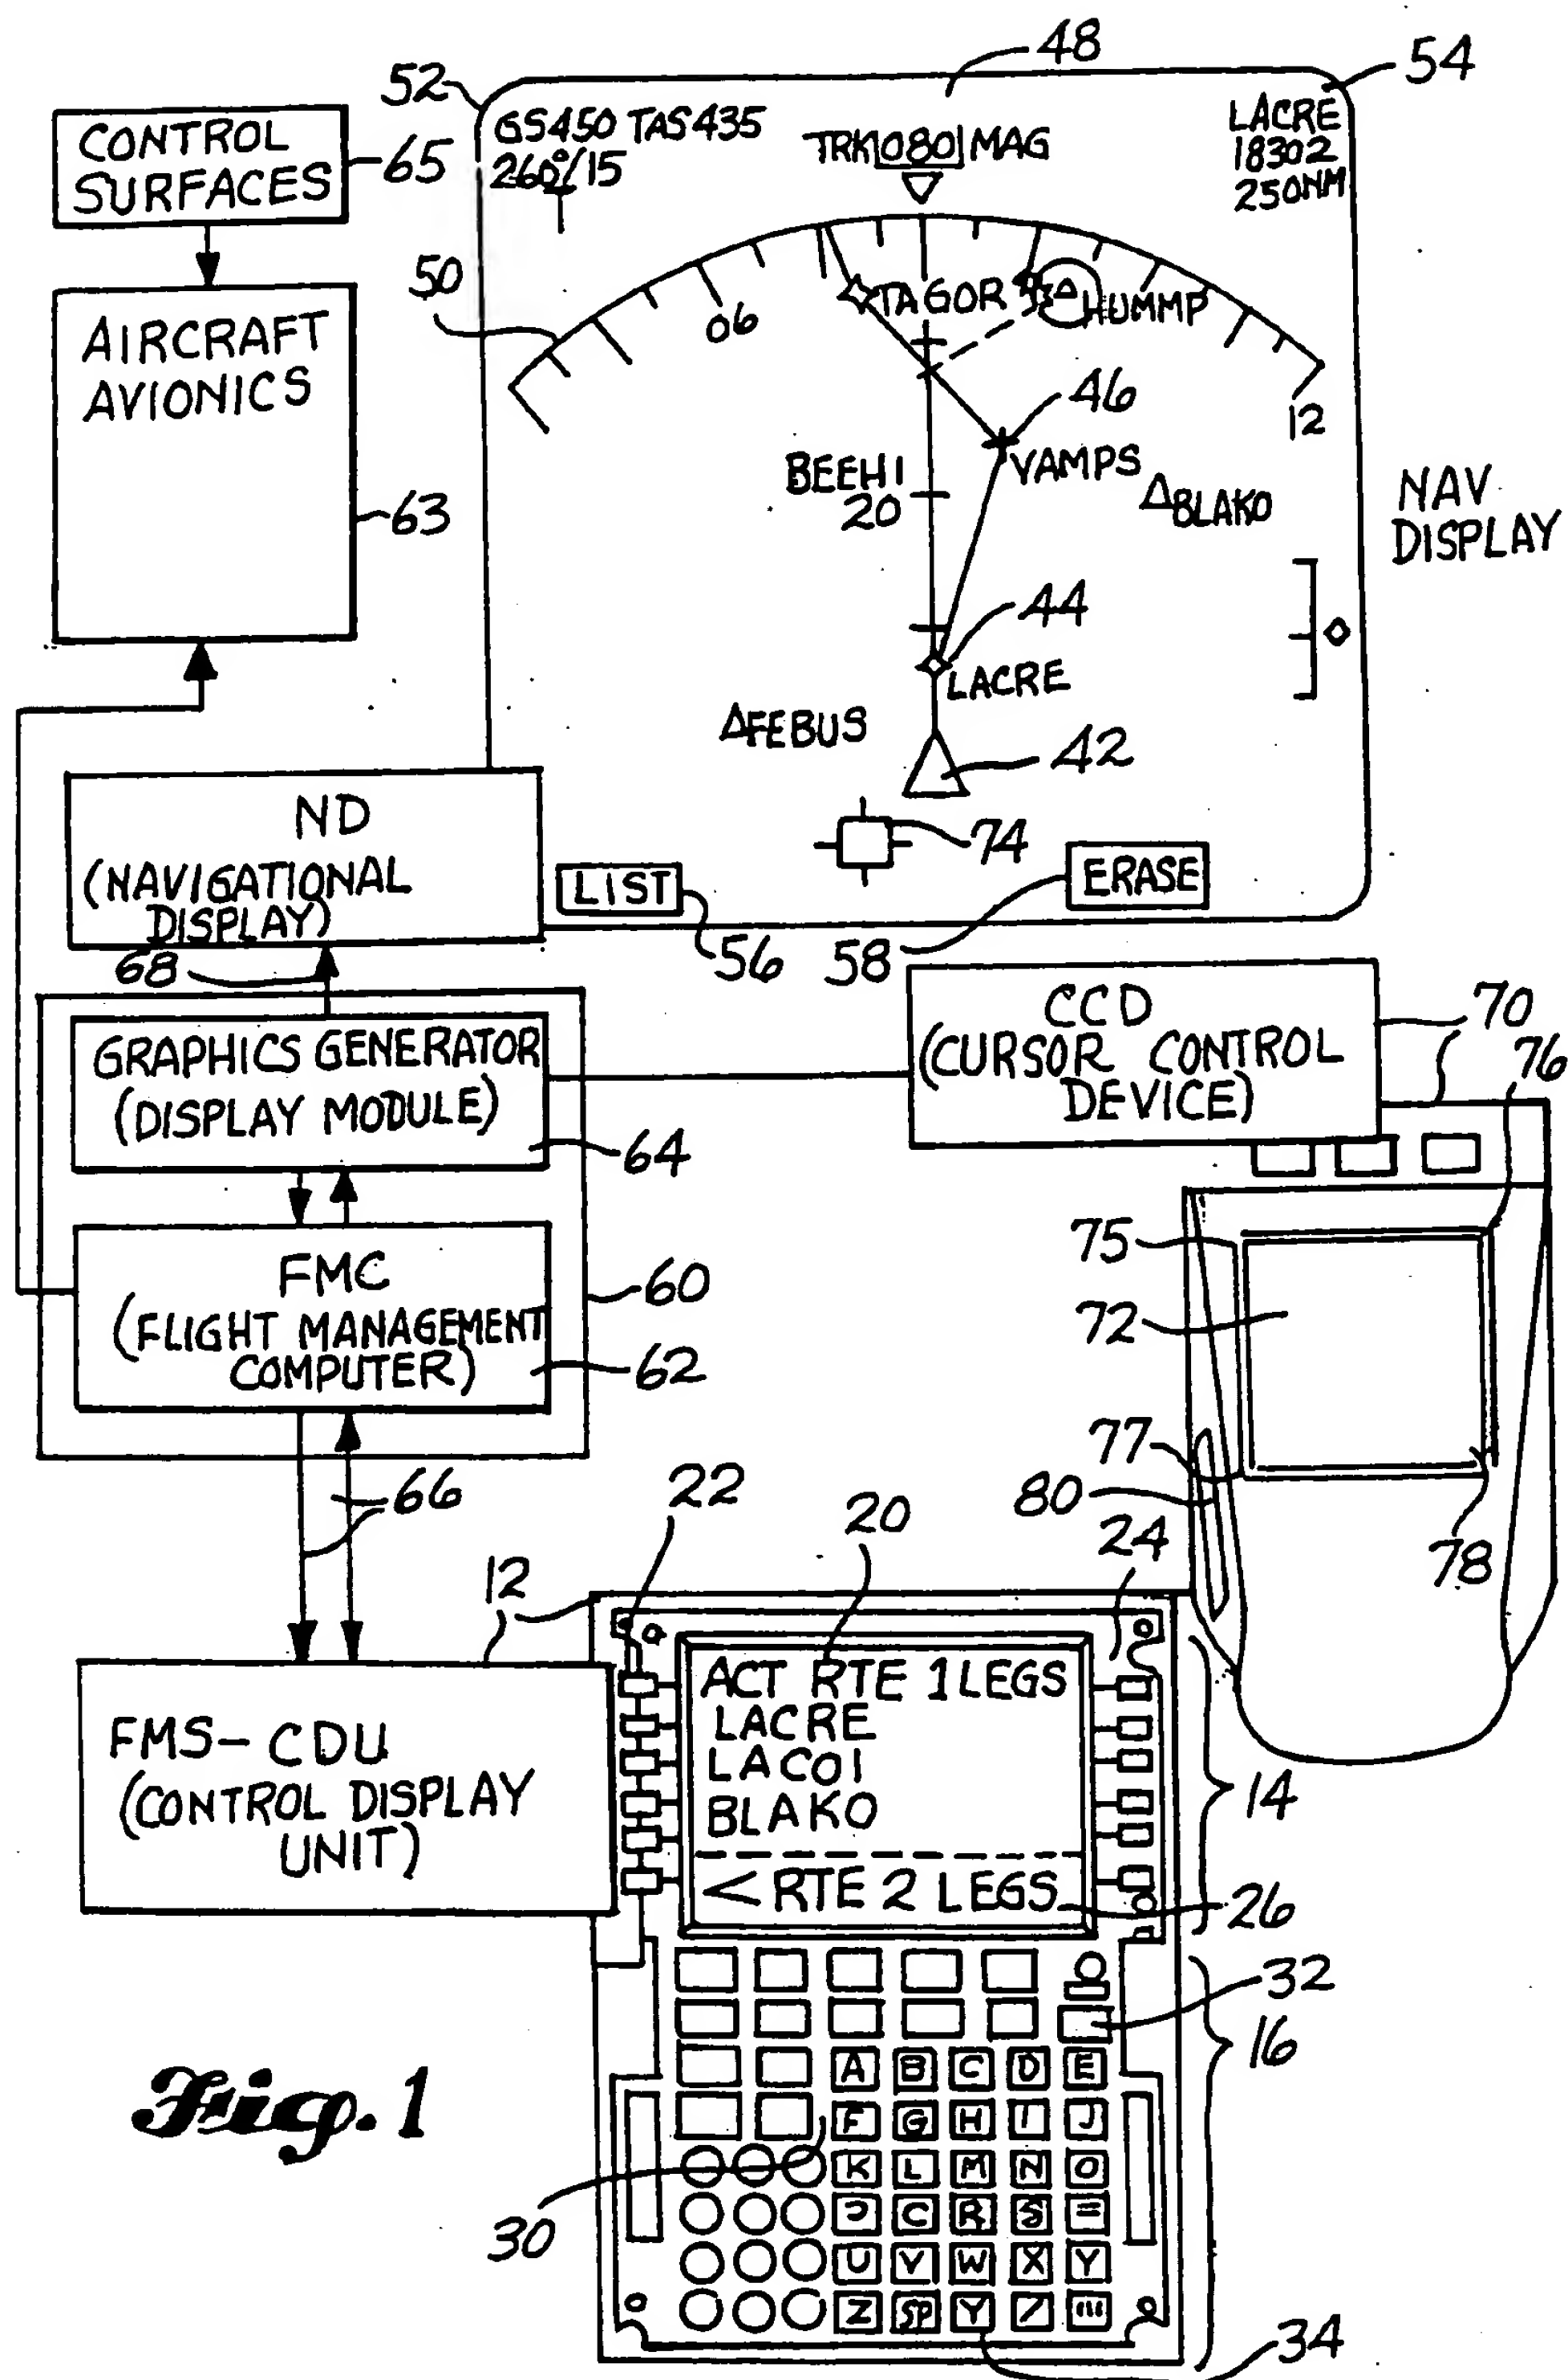 48
54
52
GS450 TAS435
260°/15
TRK 080 MAG
LACRE
18302
250NM
CONTROL
SURFACES
65
50
06
TAGOR
HUMMP
12
AIRCRAFT
AVIONICS
63
46
VAMPS
BEEHI
20
BLAKO
NAV
DISPLAY
44
LACRE
FEBUS
42
74
ND
(NAVIGATIONAL
DISPLAY)
LIST
ERASE
56
58
68
CCD
(CURSOR CONTROL
DEVICE)
70
76
GRAPHICS GENERATOR
(DISPLAY MODULE)
64
75
72
FMC
(FLIGHT MANAGEMENT
COMPUTER)
60
62
77
80
78
66
22
20
24
12
ACT RTE 1 LEGS
LACRE
LACOI
BLAKO
< RTE 2 LEGS
14
26
FMS-CDU
(CONTROL DISPLAY
UNIT)
32
16
A B C D E
F G H I J
K L M N O
C R S =
U V W X Y
Z SP Y /
30
34
Fig. 1